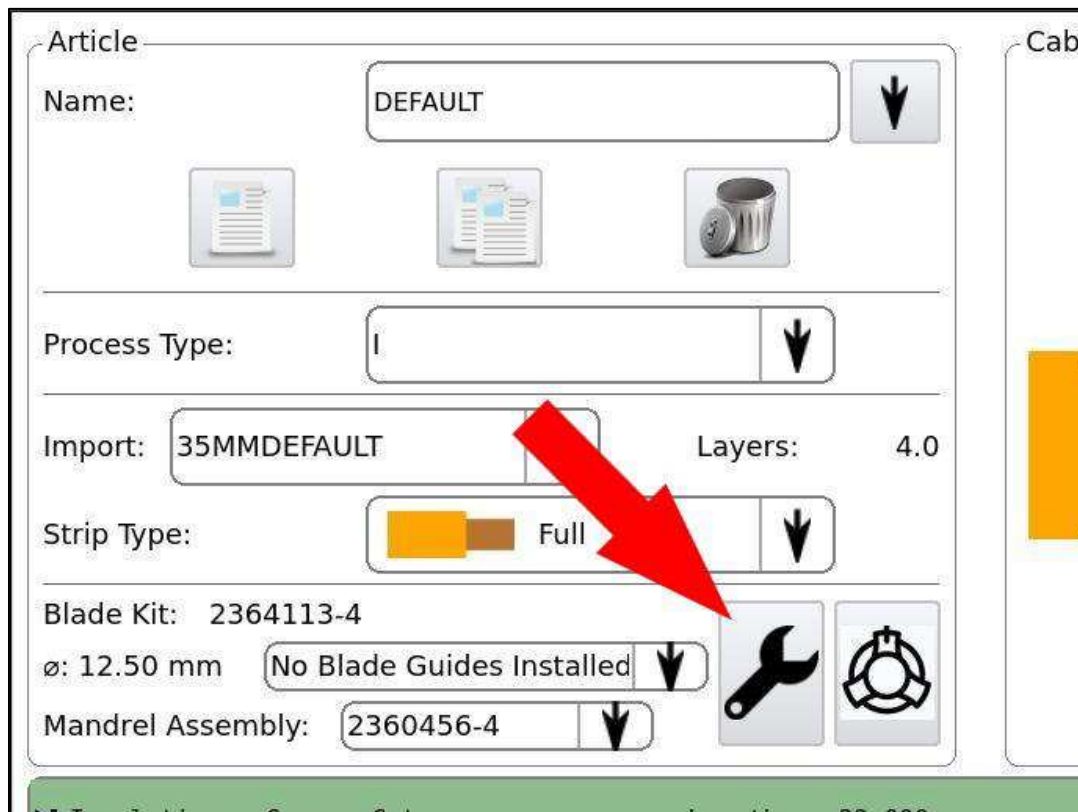 Article
Cab
Name: DEFAULT
Process Type: I
Import: 35MMDEFAULT Layers: 4.0
Strip Type: Full
Blade Kit: 2364113-4
⌀: 12.50 mm No Blade Guides Installed
Mandrel Assembly: 2360456-4